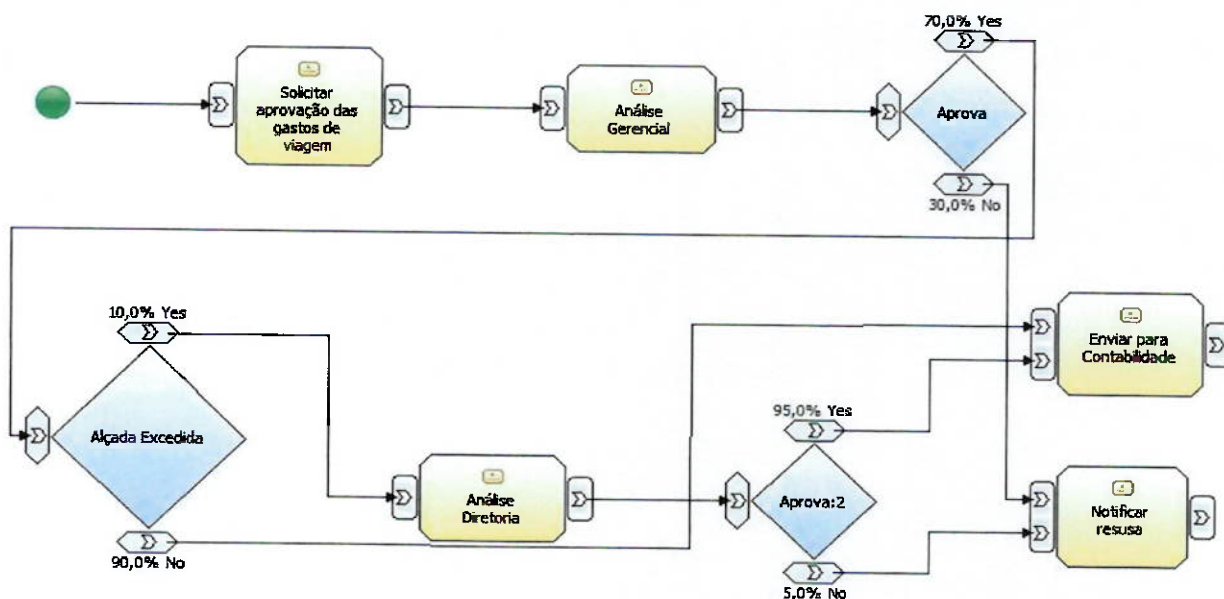 70,0% Yes
Solicitar
aprovação das
gastos de
viagem
Análise
Gerencial
Aprova
30,0% No
10,0% Yes
Alçada Excedida
90,0% No
Análise
Diretoria
95,0% Yes
Aprova:2
5,0% No
Enviar para
Contabilidade
Notificar
resusa